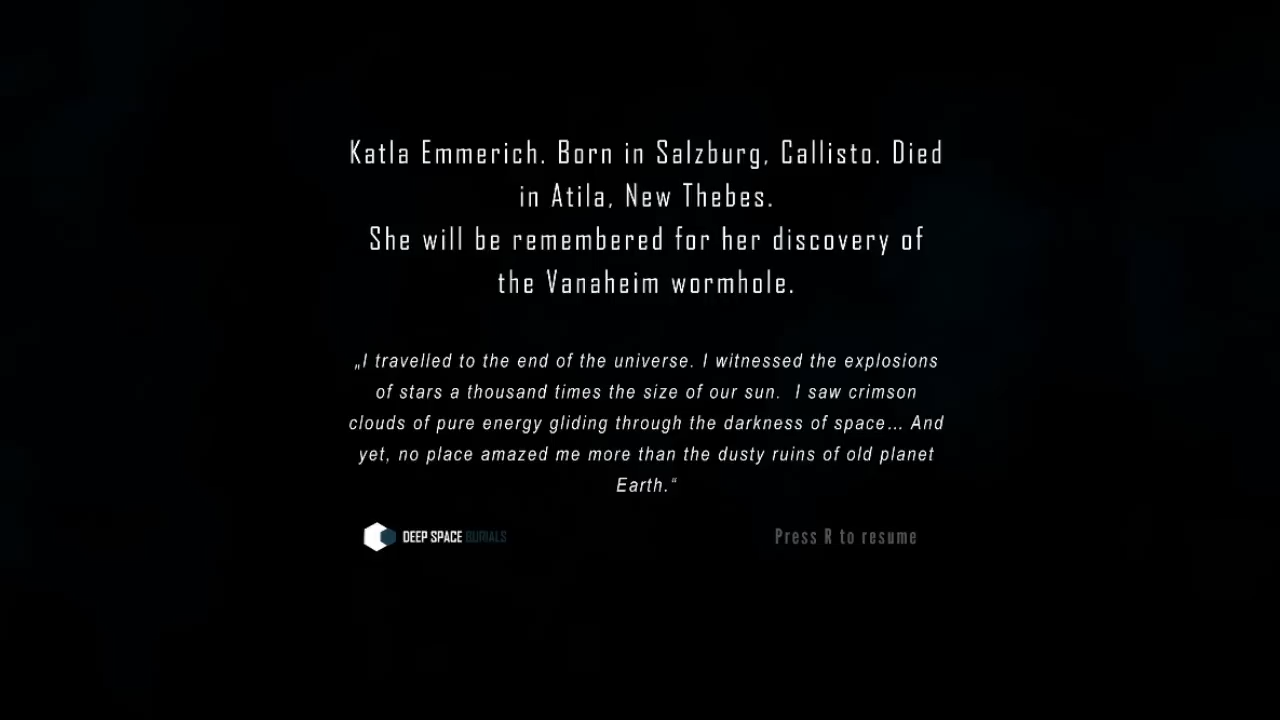 Katla Emmerich. Born in Salzburg, Callisto. Died
in Atila, New Thebes.
She will be remembered for her discovery of
the Vanaheim wormhole.
„I travelled to the end of the universe. I witnessed the explosions
of stars a thousand times the size of our sun.  I saw crimson
clouds of pure energy gliding through the darkness of space... And
yet, no place amazed me more than the dusty ruins of old planet
Earth.“
DEEP SPACE BURIALS
Press R to resume